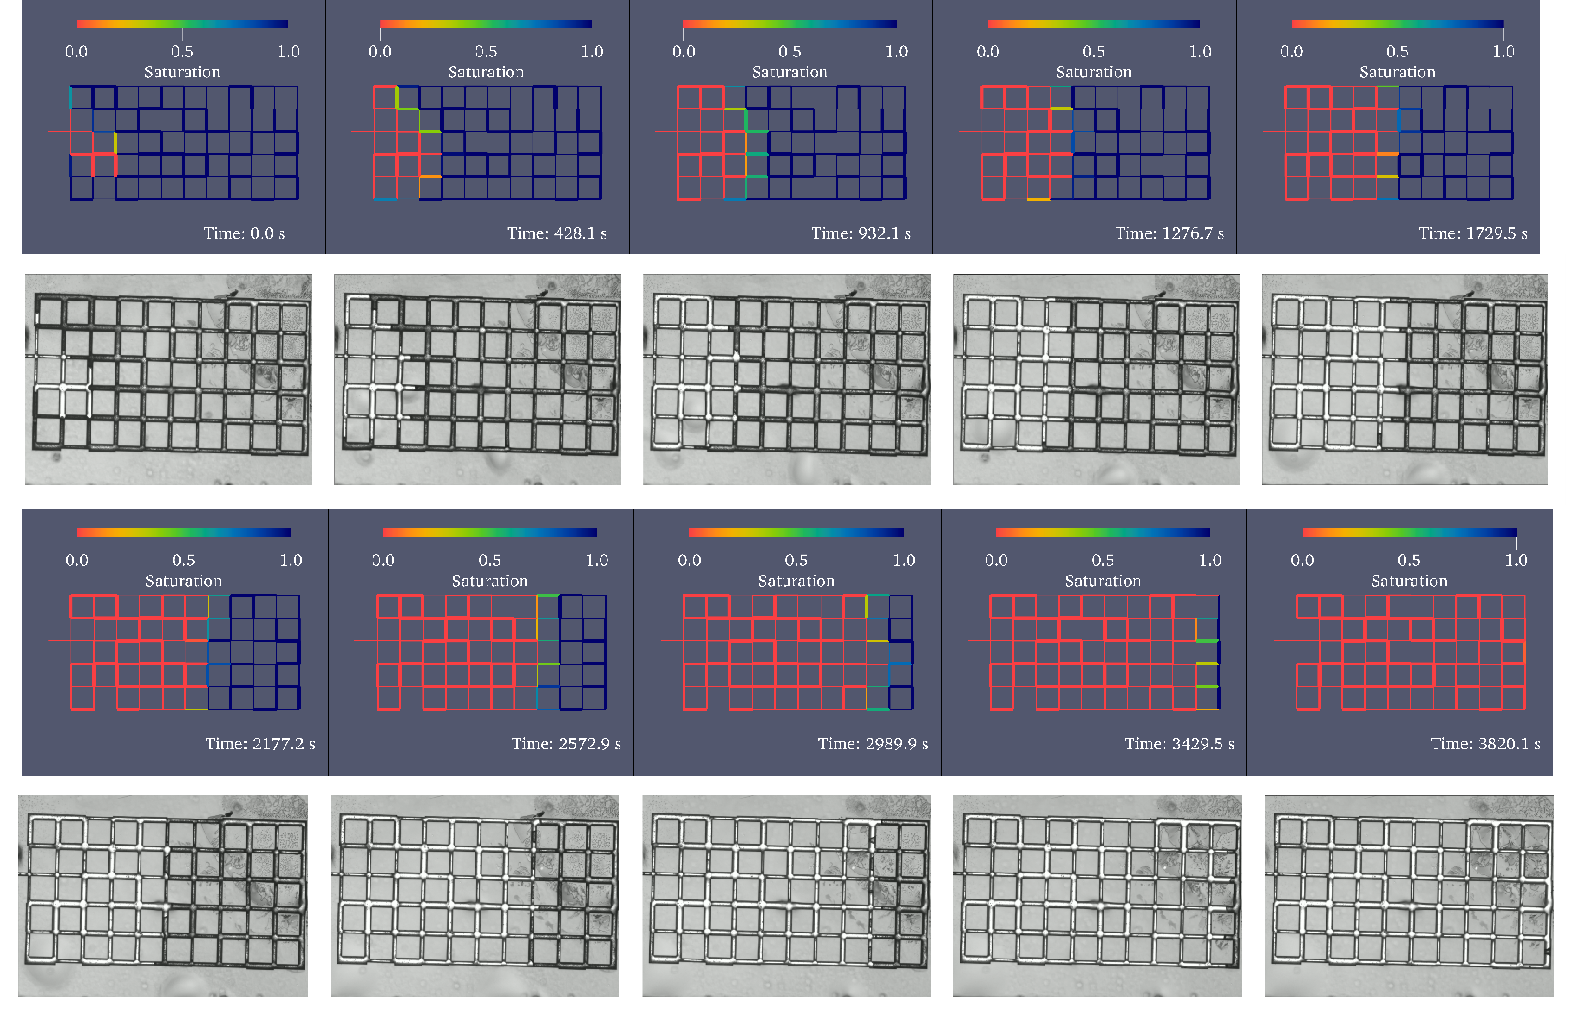 0.0 0.5 1.0
Saturation
Time: 0.0 s
0.0 0.5 1.0
Saturation
Time: 428.1 s
0.0 0.5 1.0
Saturation
Time: 932.1 s
0.0 0.5 1.0
Saturation
Time: 1276.7 s
0.0 0.5 1.0
Saturation
Time: 1729.5 s
0.0 0.5 1.0
Saturation
Time: 2177.2 s
0.0 0.5 1.0
Saturation
Time: 2572.9 s
0.0 0.5 1.0
Saturation
Time: 2989.9 s
0.0 0.5 1.0
Saturation
Time: 3429.5 s
0.0 0.5 1.0
Saturation
Time: 3820.1 s